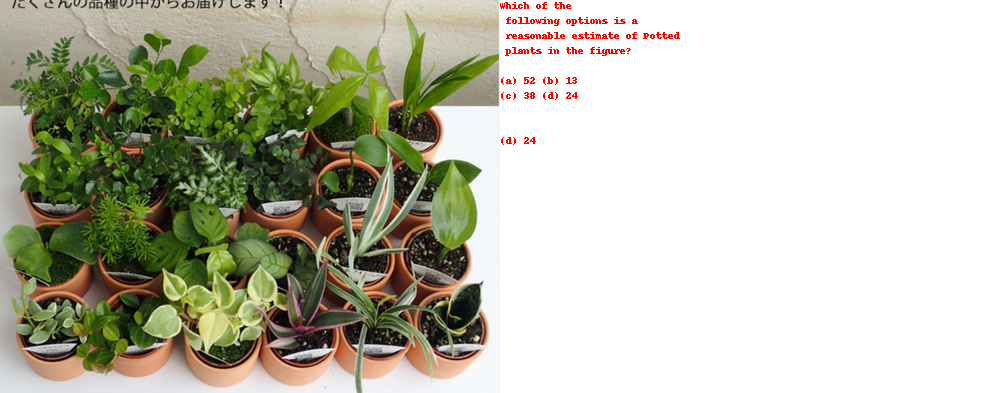 たくさんの品種の中からお届けします！
Which of the
following options is a
reasonable estimate of Potted
plants in the figure?
(a) 52 (b) 13
(c) 38 (d) 24
(d) 24